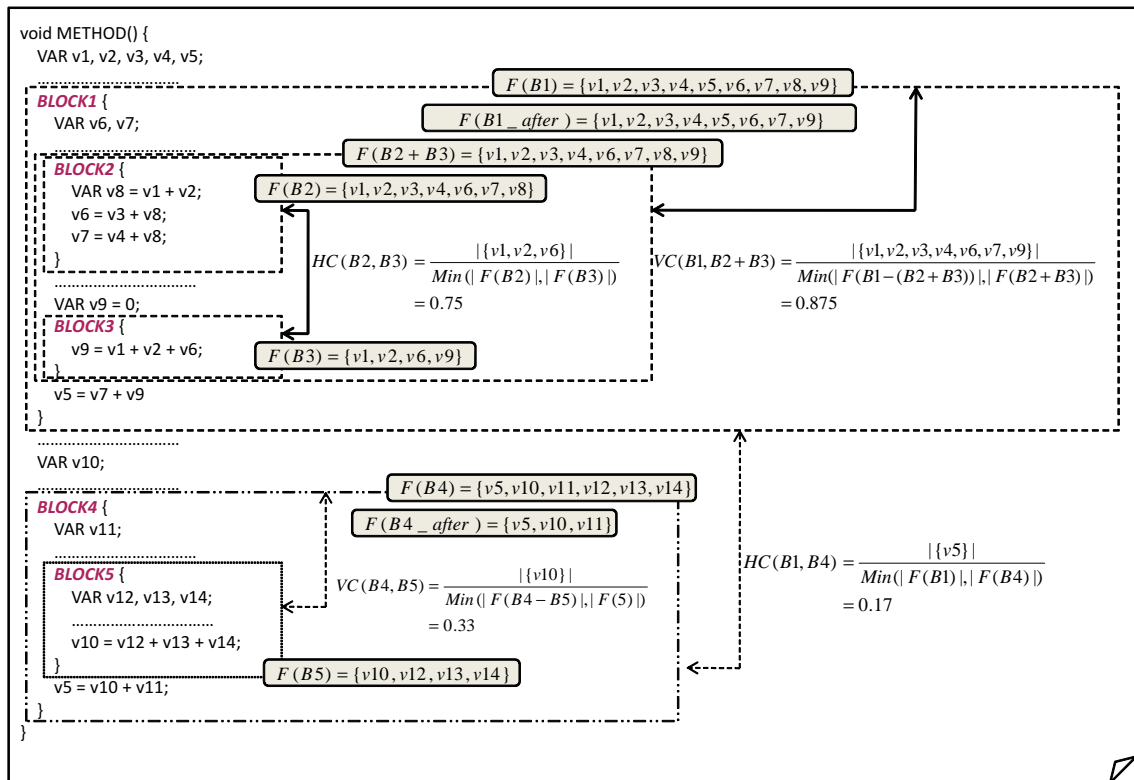 void METHOD() {
VAR v1, v2, v3, v4, v5;
....................................
F(B1) = {v1, v2, v3, v4, v5, v6, v7, v8, v9}
BLOCK1 {
VAR v6, v7;
F(B1_after) = {v1, v2, v3, v4, v5, v6, v7, v9}
....................................
F(B2 + B3) = {v1, v2, v3, v4, v6, v7, v8, v9}
BLOCK2 {
VAR v8 = v1 + v2;
F(B2) = {v1, v2, v3, v4, v6, v7, v8}
v6 = v3 + v8;
v7 = v4 + v8;
}
HC(B2, B3) = |{v1, v2, v6}| / Min(| F(B2) |, | F(B3) |)
= 0.75
VC(B1, B2 + B3) = |{v1, v2, v3, v4, v6, v7, v9}| / Min(| F(B1 − (B2 + B3)) |, | F(B2 + B3) |)
= 0.875
....................................
VAR v9 = 0;
BLOCK3 {
v9 = v1 + v2 + v6;
F(B3) = {v1, v2, v6, v9}
}
v5 = v7 + v9
}
....................................
VAR v10;
....................................
F(B4) = {v5, v10, v11, v12, v13, v14}
BLOCK4 {
F(B4_after) = {v5, v10, v11}
VAR v11;
....................................
BLOCK5 {
VAR v12, v13, v14;
....................................
v10 = v12 + v13 + v14;
}
VC(B4, B5) = |{v10}| / Min(| F(B4 − B5) |, | F(5) |)
= 0.33
HC(B1, B4) = |{v5}| / Min(| F(B1) |, | F(B4) |)
= 0.17
F(B5) = {v10, v12, v13, v14}
v5 = v10 + v11;
}
}